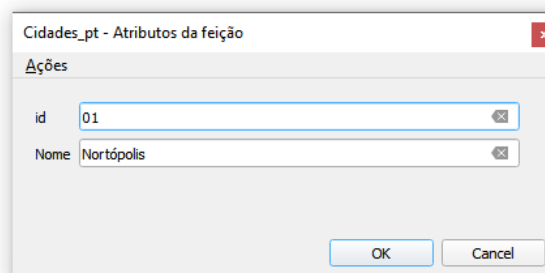 Cidades_pt - Atributos da feição
Ações
id 01
Nome Nortópolis
OK Cancel